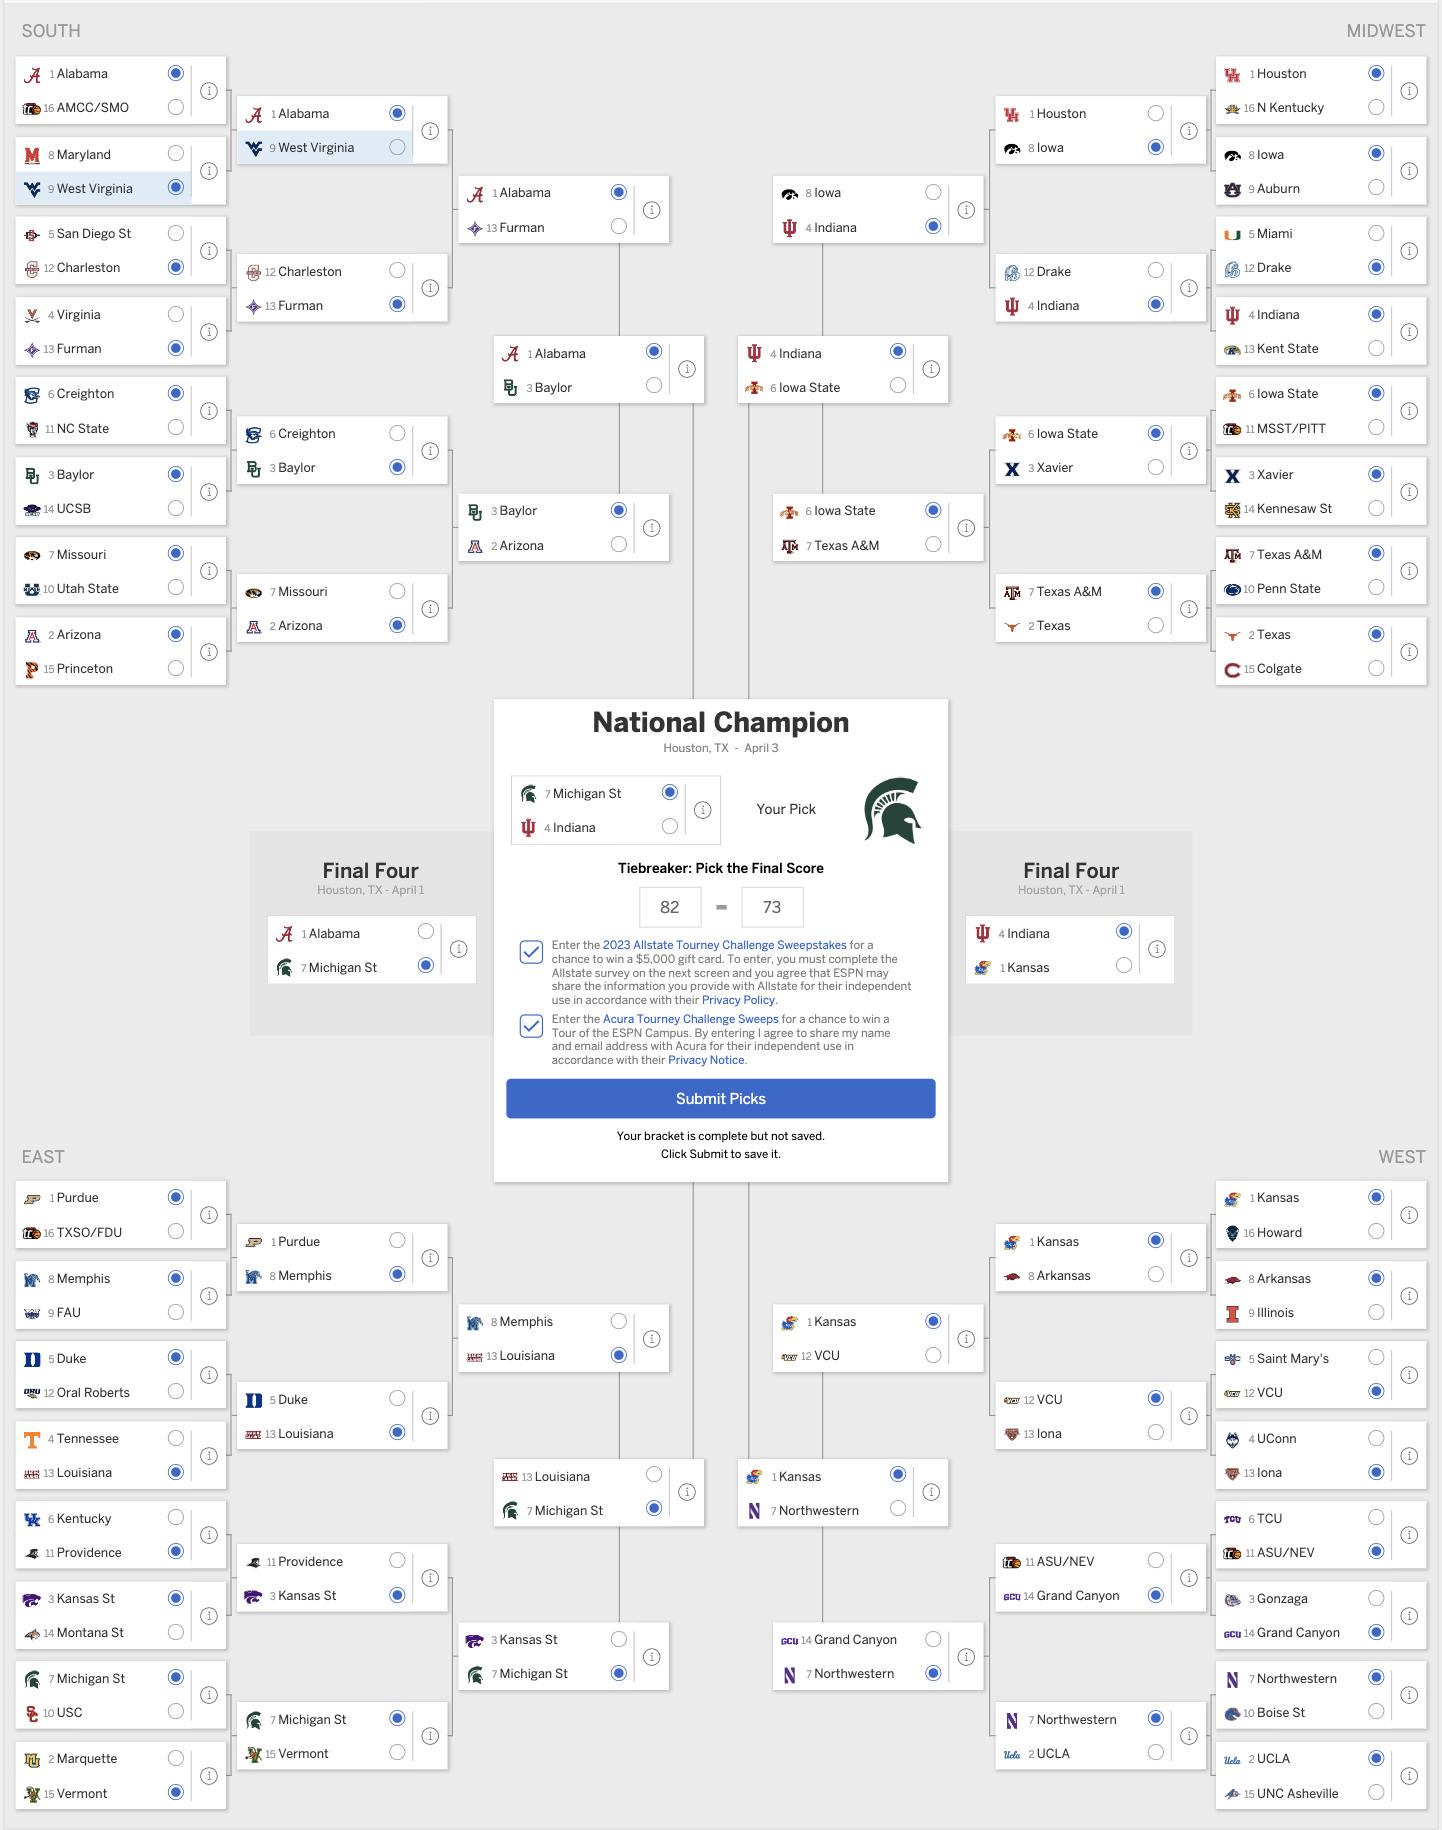 SOUTH
MIDWEST
1 Alabama
16 AMCC/SMO
8 Maryland
9 West Virginia
5 San Diego St
12 Charleston
4 Virginia
13 Furman
6 Creighton
11 NC State
3 Baylor
14 UCSB
7 Missouri
10 Utah State
2 Arizona
15 Princeton
1 Alabama
9 West Virginia
12 Charleston
13 Furman
6 Creighton
3 Baylor
7 Missouri
2 Arizona
1 Alabama
13 Furman
3 Baylor
2 Arizona
1 Alabama
3 Baylor
4 Indiana
6 Iowa State
8 Iowa
4 Indiana
6 Iowa State
7 Texas A&M
1 Houston
8 Iowa
12 Drake
4 Indiana
6 Iowa State
3 Xavier
7 Texas A&M
2 Texas
1 Houston
16 N Kentucky
8 Iowa
9 Auburn
5 Miami
12 Drake
4 Indiana
13 Kent State
6 Iowa State
11 MSST/PITT
3 Xavier
14 Kennesaw St
7 Texas A&M
10 Penn State
2 Texas
15 Colgate
National Champion
Houston, TX - April 3
7 Michigan St
4 Indiana
Your Pick
Tiebreaker: Pick the Final Score
82 - 73
Enter the 2023 Allstate Tourney Challenge Sweepstakes for a
chance to win a $5,000 gift card. To enter, you must complete the
Allstate survey on the next screen and you agree that ESPN may
share the information you provide with Allstate for their independent
use in accordance with their Privacy Policy.
Enter the Acura Tourney Challenge Sweeps for a chance to win a
Tour of the ESPN Campus. By entering I agree to share my name
and email address with Acura for their independent use in
accordance with their Privacy Notice.
Submit Picks
Your bracket is complete but not saved.
Click Submit to save it.
Final Four
Houston, TX - April 1
1 Alabama
7 Michigan St
Final Four
Houston, TX - April 1
4 Indiana
1 Kansas
EAST
WEST
1 Purdue
16 TXSO/FDU
8 Memphis
9 FAU
5 Duke
12 Oral Roberts
4 Tennessee
13 Louisiana
6 Kentucky
11 Providence
3 Kansas St
14 Montana St
7 Michigan St
10 USC
2 Marquette
15 Vermont
1 Purdue
8 Memphis
5 Duke
13 Louisiana
11 Providence
3 Kansas St
7 Michigan St
15 Vermont
8 Memphis
13 Louisiana
3 Kansas St
7 Michigan St
13 Louisiana
7 Michigan St
1 Kansas
7 Northwestern
1 Kansas
12 VCU
14 Grand Canyon
7 Northwestern
1 Kansas
8 Arkansas
12 VCU
13 Iona
11 ASU/NEV
14 Grand Canyon
7 Northwestern
2 UCLA
1 Kansas
16 Howard
8 Arkansas
9 Illinois
5 Saint Mary's
12 VCU
4 UConn
13 Iona
6 TCU
11 ASU/NEV
3 Gonzaga
14 Grand Canyon
7 Northwestern
10 Boise St
2 UCLA
15 UNC Asheville